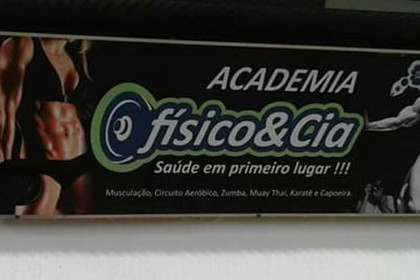 ACADEMIA
físico&Cia
Saúde em primeiro lugar !!!
Musculação, Circuito Aeróbico, Zumba, Muay Thai, Karatê e Capoeira.